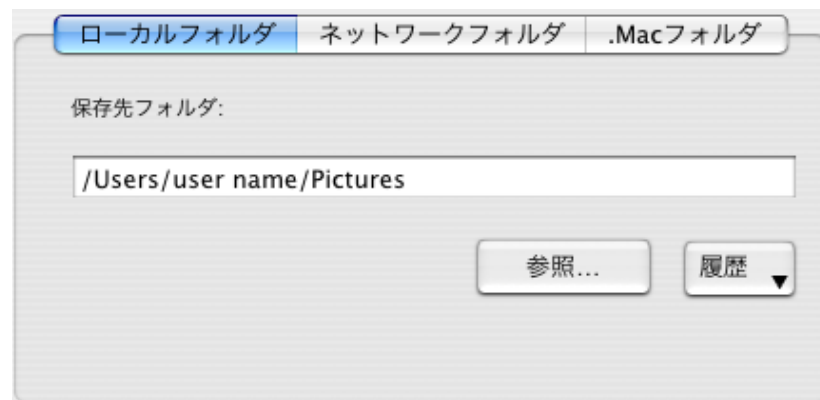 ローカルフォルダ ネットワークフォルダ .Macフォルダ
保存先フォルダ:
/Users/user name/Pictures
参照... 履歴